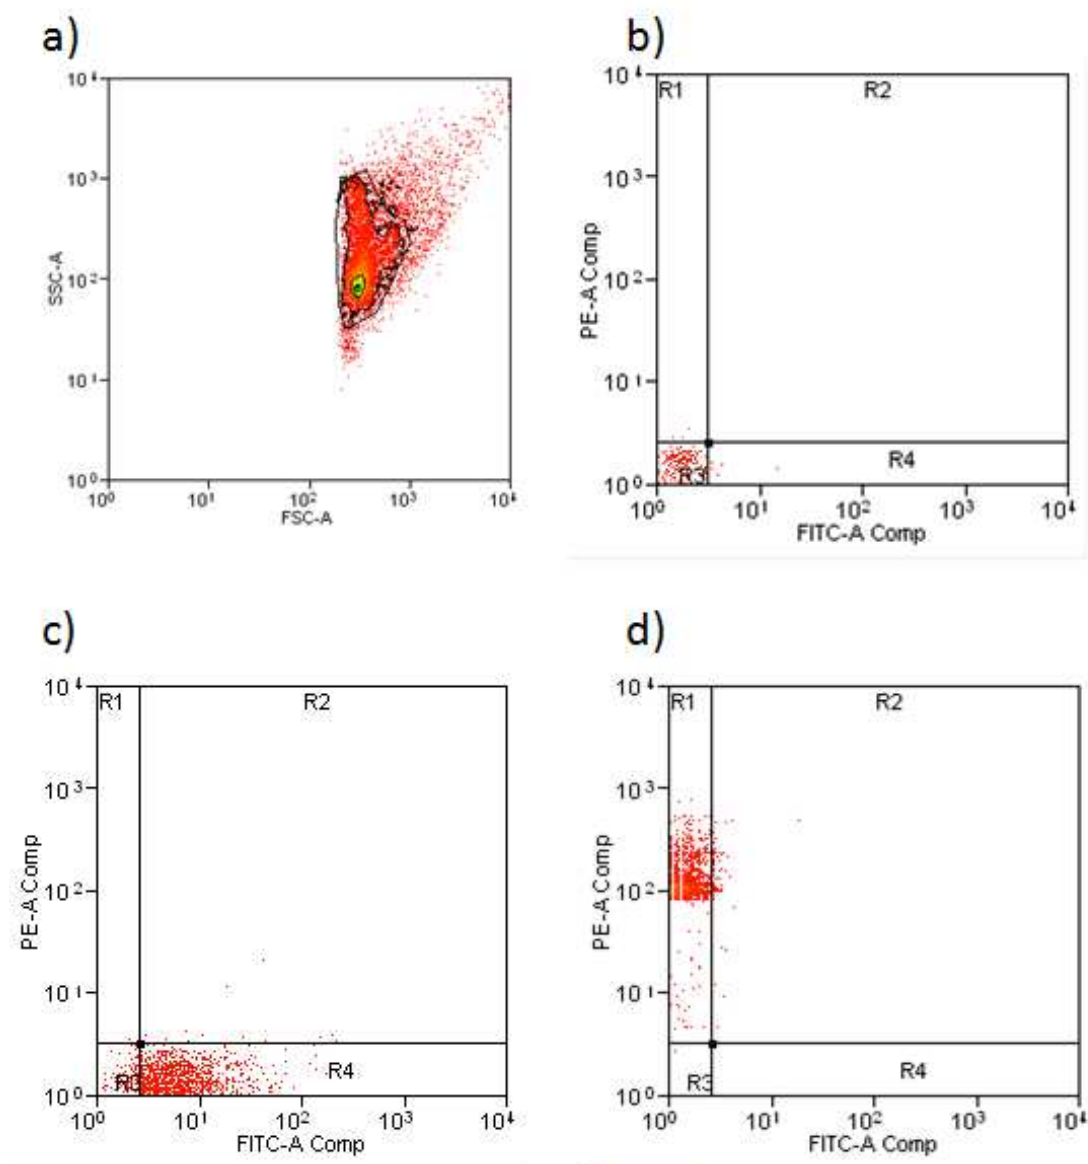 a)
10⁴
10³
10²
10¹
10⁰
SSC-A
10⁰ 10¹ 10² 10³ 10⁴
FSC-A
b)
10⁴
10³
10²
10¹
10⁰
PE-A Comp
R1 R2
R3 R4
10⁰ 10¹ 10² 10³ 10⁴
FITC-A Comp
c)
10⁴
10³
10²
10¹
10⁰
PE-A Comp
R1 R2
R3 R4
10⁰ 10¹ 10² 10³ 10⁴
FITC-A Comp
d)
10⁴
10³
10²
10¹
10⁰
PE-A Comp
R1 R2
R3 R4
10⁰ 10¹ 10² 10³ 10⁴
FITC-A Comp